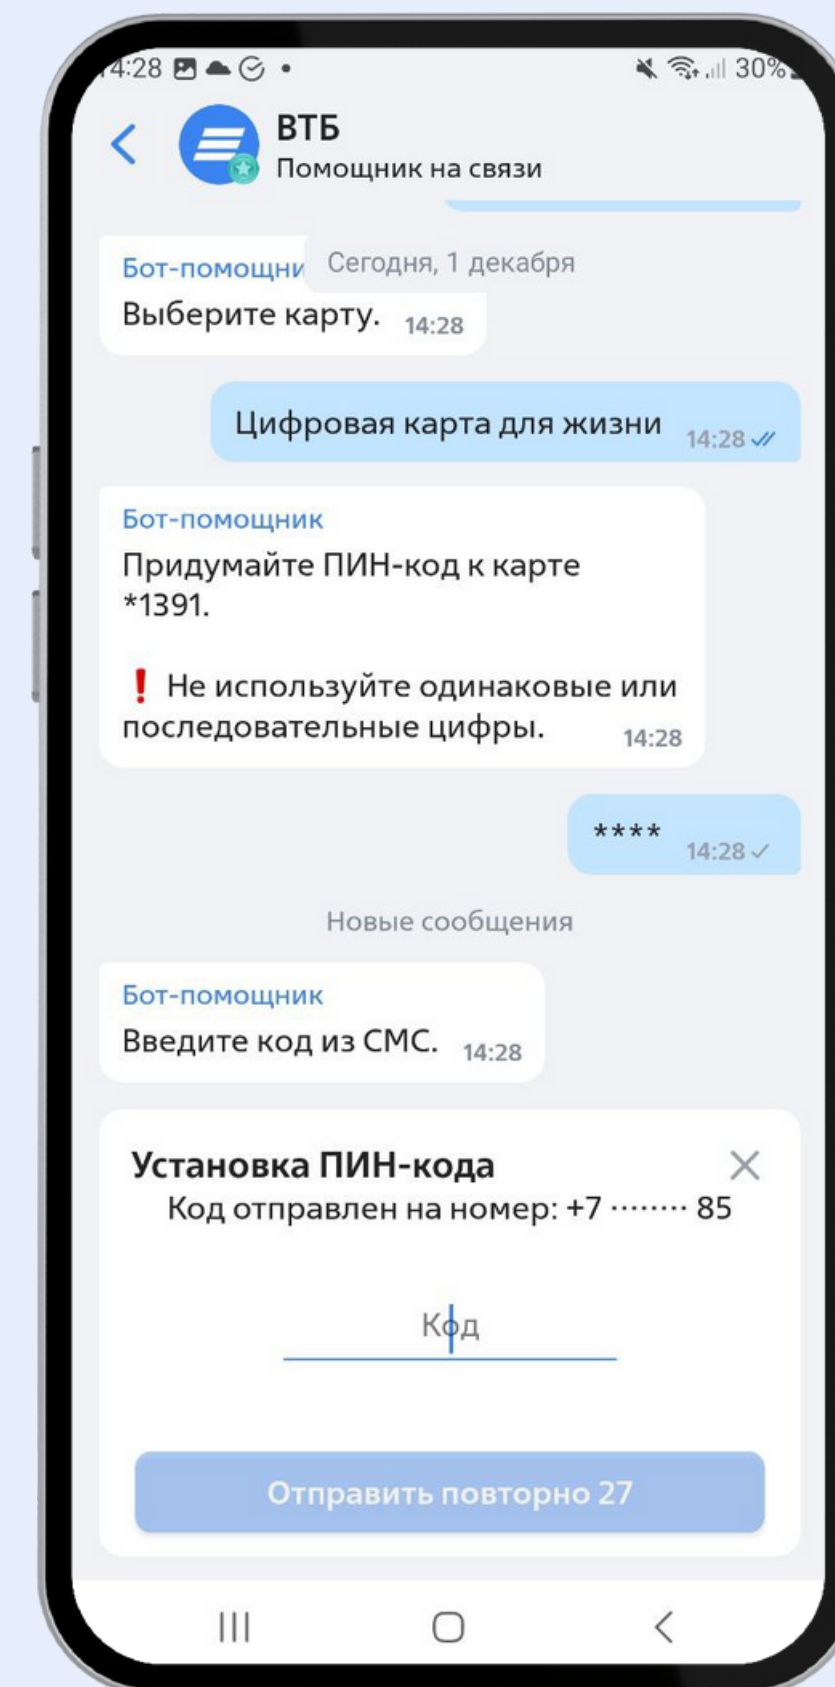 4:28
30%
ВТБ
Помощник на связи
Сегодня, 1 декабря
Выберите карту. 14:28
Цифровая карта для жизни 14:28
Бот-помощник
Придумайте ПИН-код к карте
*1391.
❗ Не используйте одинаковые или
последовательные цифры. 14:28
**** 14:28
Новые сообщения
Бот-помощник
Введите код из СМС. 14:28
Установка ПИН-кода
Код отправлен на номер: +7 ········ 85
Код
Отправить повторно 27